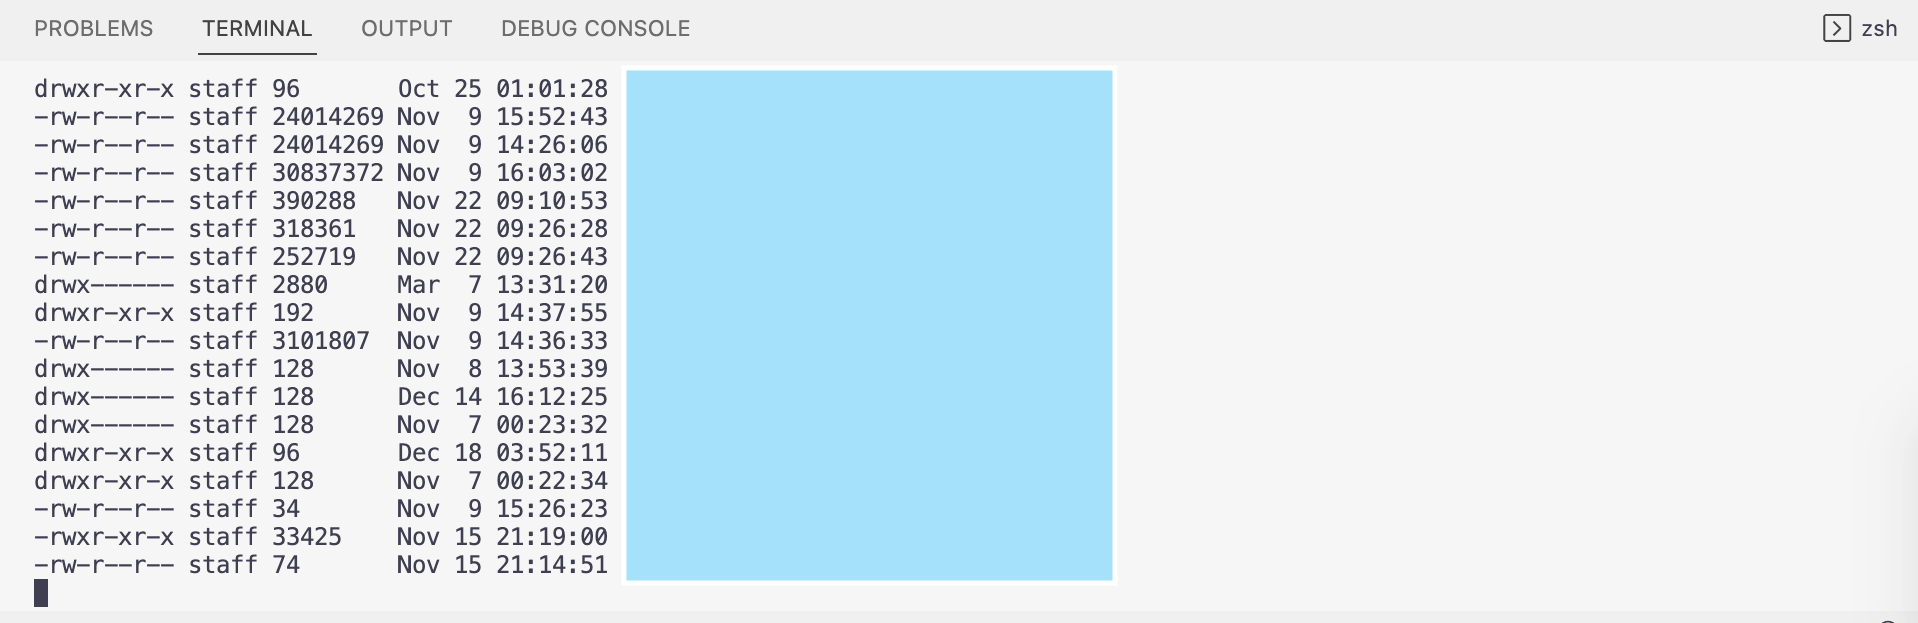 PROBLEMS TERMINAL OUTPUT DEBUG CONSOLE zsh
drwxr-xr-x staff 96       Oct 25 01:01:28
-rw-r--r-- staff 24014269 Nov  9 15:52:43
-rw-r--r-- staff 24014269 Nov  9 14:26:06
-rw-r--r-- staff 30837372 Nov  9 16:03:02
-rw-r--r-- staff 390288   Nov 22 09:10:53
-rw-r--r-- staff 318361   Nov 22 09:26:28
-rw-r--r-- staff 252719   Nov 22 09:26:43
drwx------ staff 2880     Mar  7 13:31:20
drwxr-xr-x staff 192      Nov  9 14:37:55
-rw-r--r-- staff 3101807  Nov  9 14:36:33
drwx------ staff 128      Nov  8 13:53:39
drwx------ staff 128      Dec 14 16:12:25
drwx------ staff 128      Nov  7 00:23:32
drwxr-xr-x staff 96       Dec 18 03:52:11
drwxr-xr-x staff 128      Nov  7 00:22:34
-rw-r--r-- staff 34       Nov  9 15:26:23
-rwxr-xr-x staff 33425    Nov 15 21:19:00
-rw-r--r-- staff 74       Nov 15 21:14:51